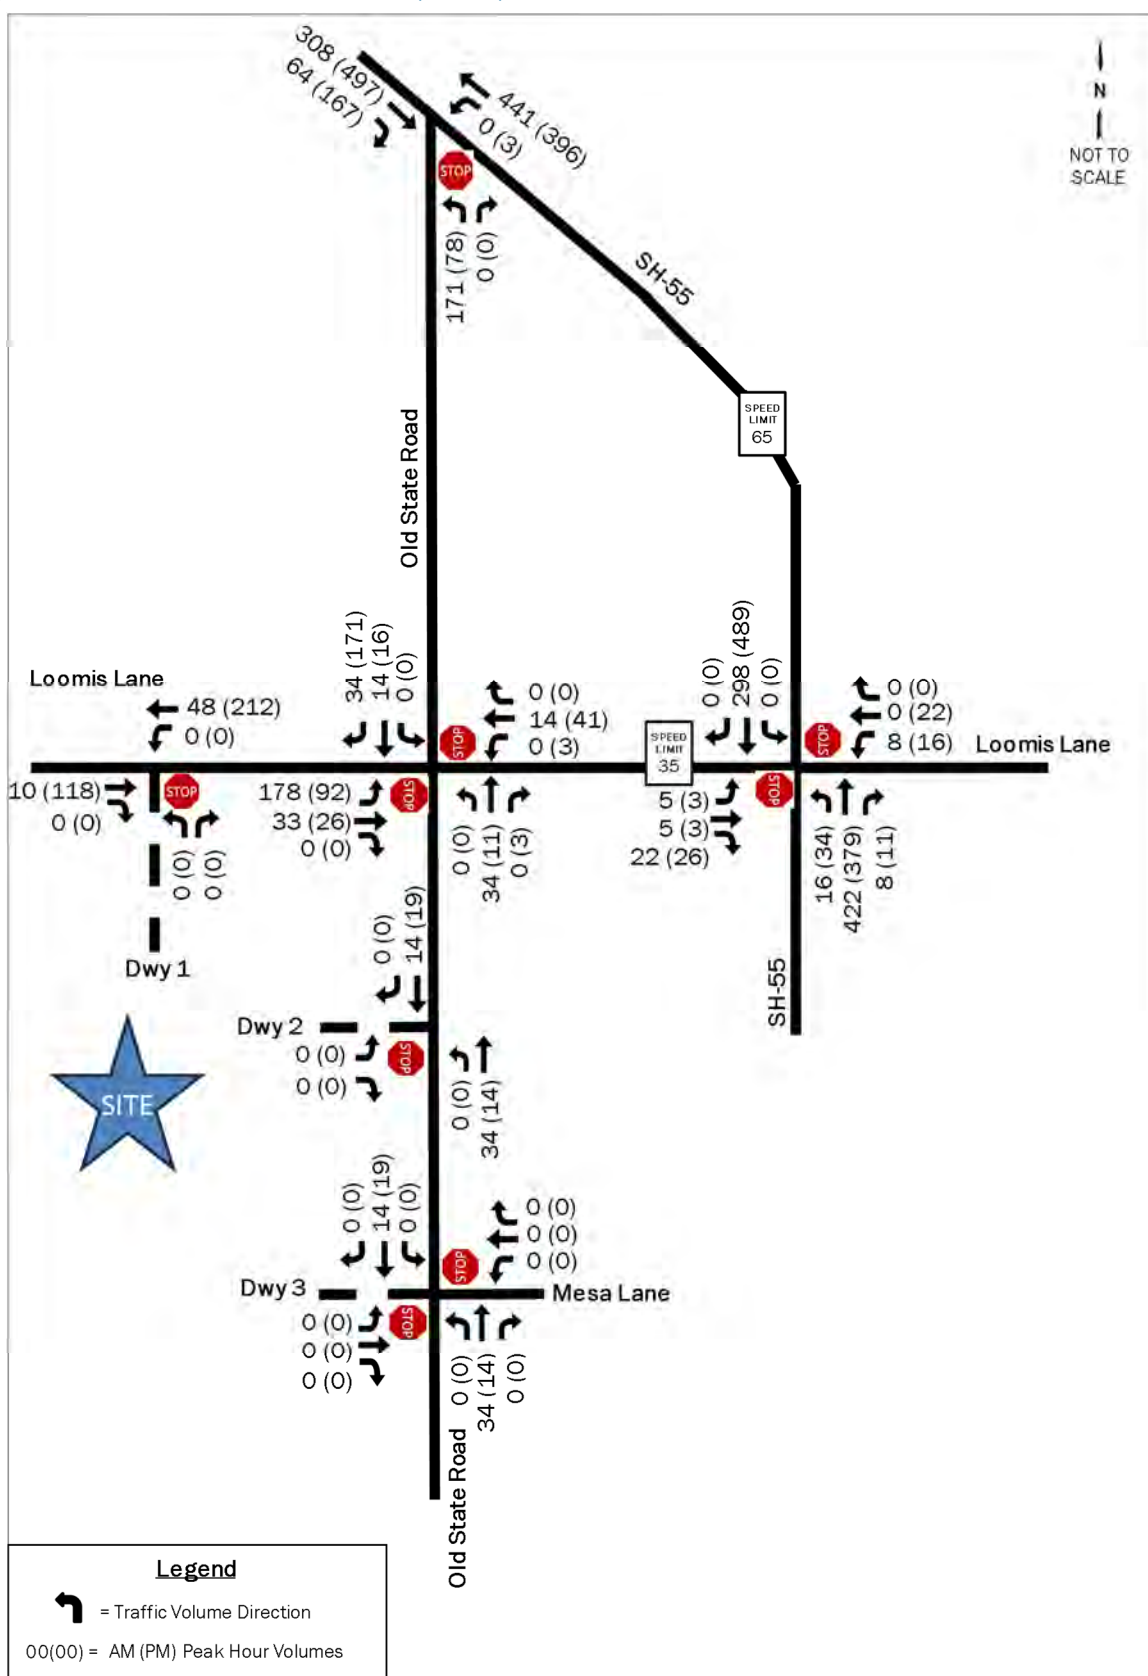 308 (497)
64 (167)
441 (396)
0 (3)
N
NOT TO
SCALE
STOP
171 (78)
0 (0)
SH-55
SPEED
LIMIT
65
Old State Road
34 (171)
14 (16)
0 (0)
0 (0)
298 (489)
0 (0)
Loomis Lane
48 (212)
0 (0)
0 (0)
14 (41)
0 (3)
STOP
SPEED
LIMIT
35
0 (0)
0 (22)
8 (16)
STOP
Loomis Lane
10 (118)
0 (0)
STOP
0 (0)
0 (0)
178 (92)
33 (26)
0 (0)
STOP
0 (0)
34 (11)
0 (3)
5 (3)
5 (3)
22 (26)
STOP
16 (34)
422 (379)
8 (11)
Dwy 1
0 (0)
14 (19)
SH-55
Dwy 2
0 (0)
0 (0)
STOP
0 (0)
34 (14)
SITE
0 (0)
14 (19)
0 (0)
0 (0)
0 (0)
0 (0)
STOP
Dwy 3
Mesa Lane
0 (0)
0 (0)
0 (0)
STOP
0 (0)
34 (14)
0 (0)
Old State Road
Legend
= Traffic Volume Direction
00(00) = AM (PM) Peak Hour Volumes